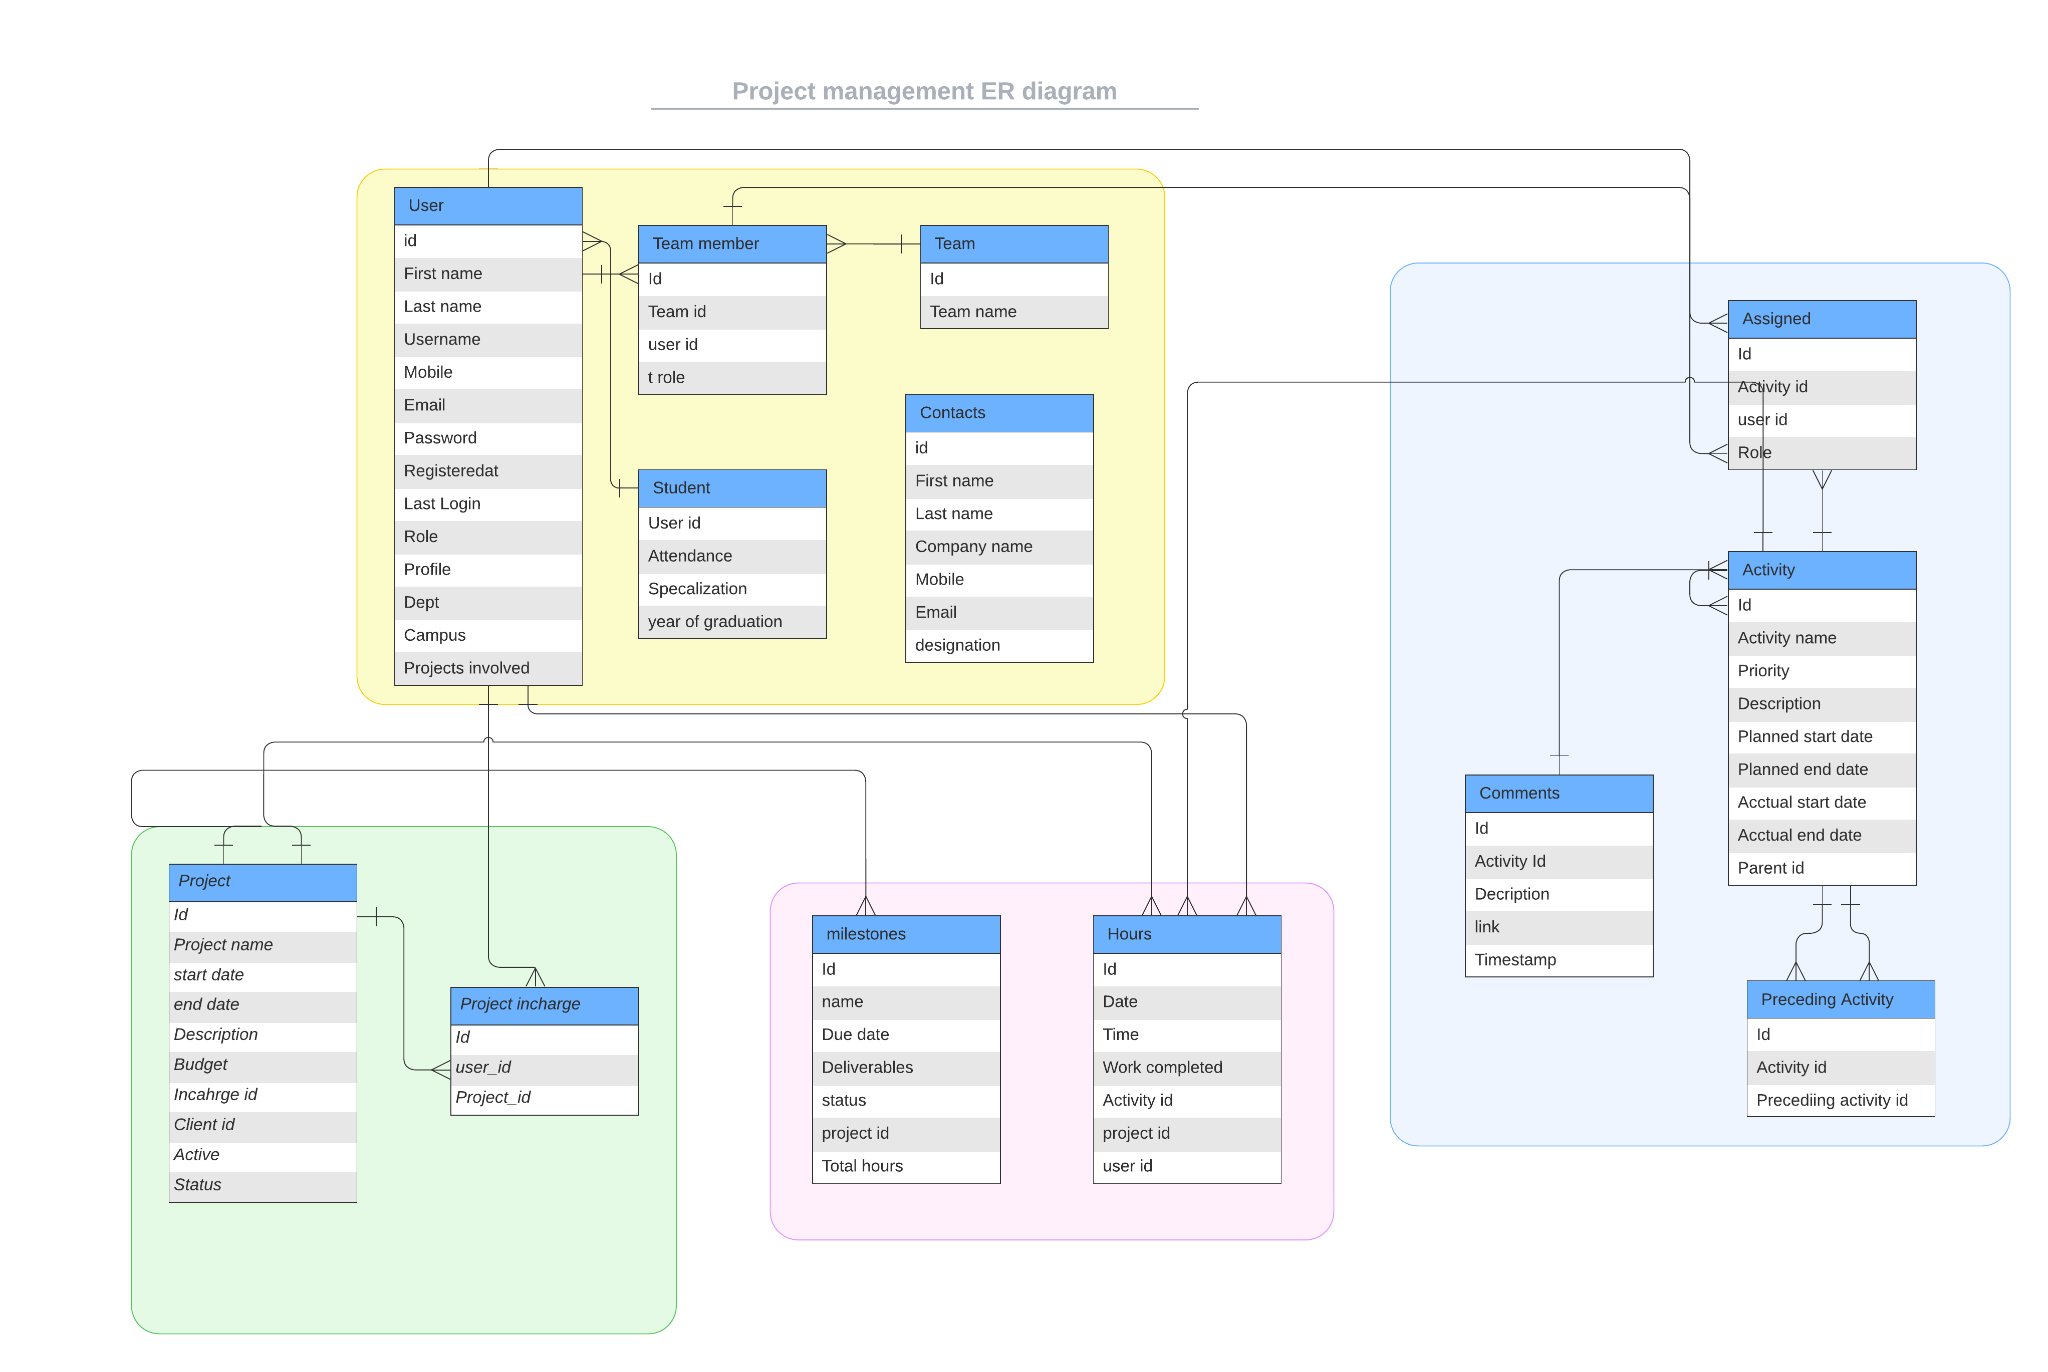 Project management ER diagram
User
id
First name
Last name
Username
Mobile
Email
Password
Registeredat
Last Login
Role
Profile
Dept
Campus
Projects involved
Team member
Id
Team id
user id
t role
Team
Id
Team name
Student
User id
Attendance
Specalization
year of graduation
Contacts
id
First name
Last name
Company name
Mobile
Email
designation
Assigned
Id
Activity id
user id
Role
Activity
Id
Activity name
Priority
Description
Planned start date
Planned end date
Acctual start date
Acctual end date
Parent id
Comments
Id
Activity Id
Decription
link
Timestamp
Preceding Activity
Id
Activity id
Precediing activity id
Project
Id
Project name
start date
end date
Description
Budget
Incahrge id
Client id
Active
Status
Project incharge
Id
user_id
Project_id
milestones
Id
name
Due date
Deliverables
status
project id
Total hours
Hours
Id
Date
Time
Work completed
Activity id
project id
user id